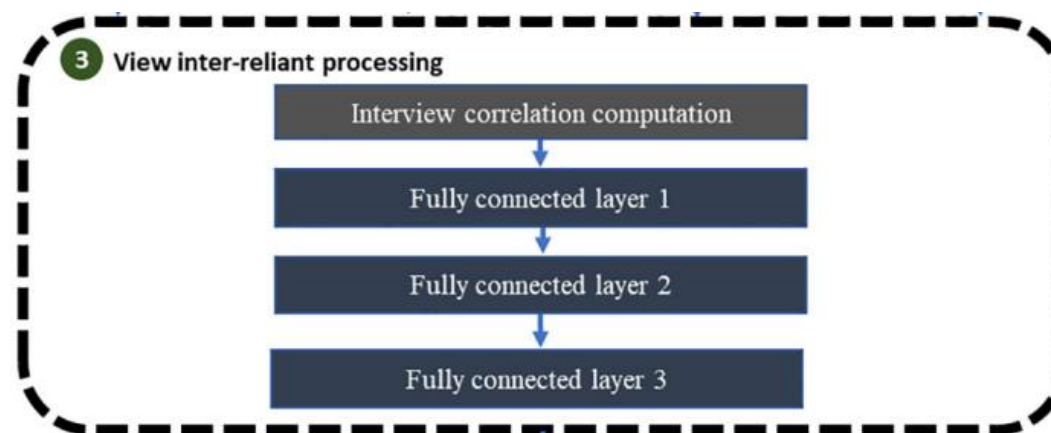 3 View inter-reliant processing
Interview correlation computation
Fully connected layer 1
Fully connected layer 2
Fully connected layer 3